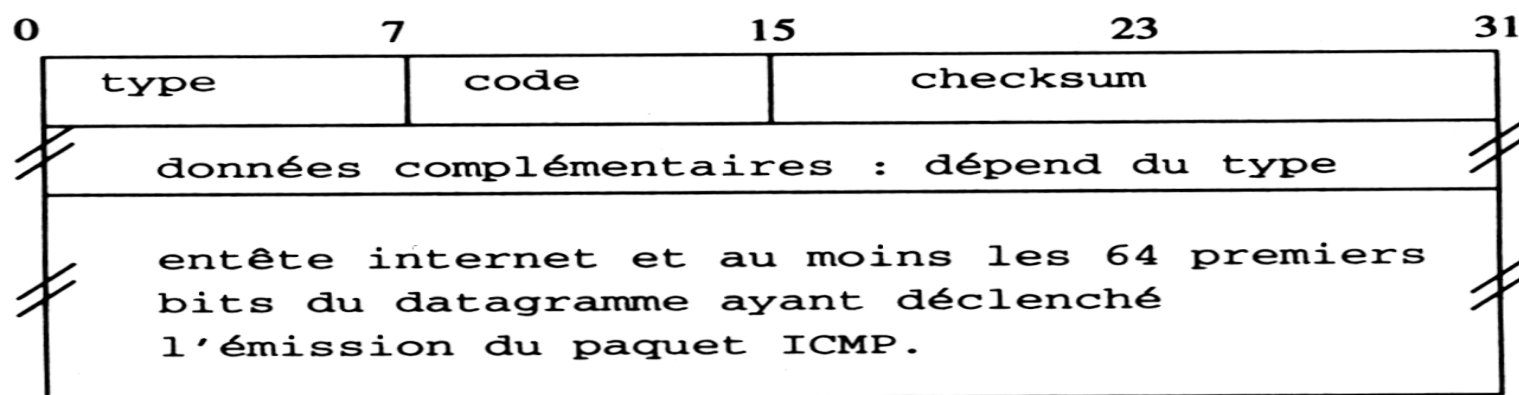 0 7 15 23 31
type code checksum
données complémentaires : dépend du type
entête internet et au moins les 64 premiers
bits du datagramme ayant déclenché
l'émission du paquet ICMP.